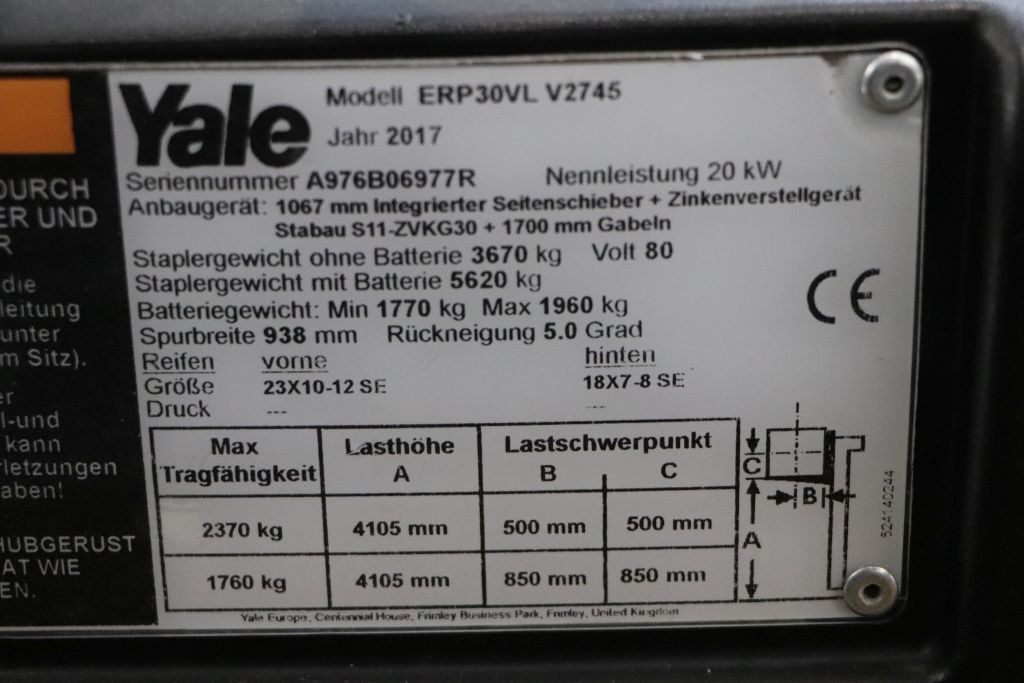 DURCH
ER UND
R
die
leitung
unter
m Sitz).
er
l-und
kann
rletzungen
aben!
HUBGERUST
AT WIE
EN.
Yale
Modell ERP30VL V2745
Jahr 2017
Seriennummer A976B06977R Nennleistung 20 kW
Anbaugerät: 1067 mm Integrierter Seitenschieber + Zinkenverstellgerät
Stabau S11-ZVKG30 + 1700 mm Gabeln
Staplergewicht ohne Batterie 3670 kg Volt 80
Staplergewicht mit Batterie 5620 kg
Batteriegewicht: Min 1770 kg Max 1960 kg
Spurbreite 938 mm Rückneigung 5.0 Grad
Reifen vorne hinten
Größe 23X10-12 SE 18X7-8 SE
Druck --- ---
CE
Max Lasthöhe Lastschwerpunkt
Tragfähigkeit A B C
2370 kg 4105 mm 500 mm 500 mm
1760 kg 4105 mm 850 mm 850 mm
C
B
A
524140244
Yale Europe, Centennial House, Frimley Business Park, Frimley, United Kingdom